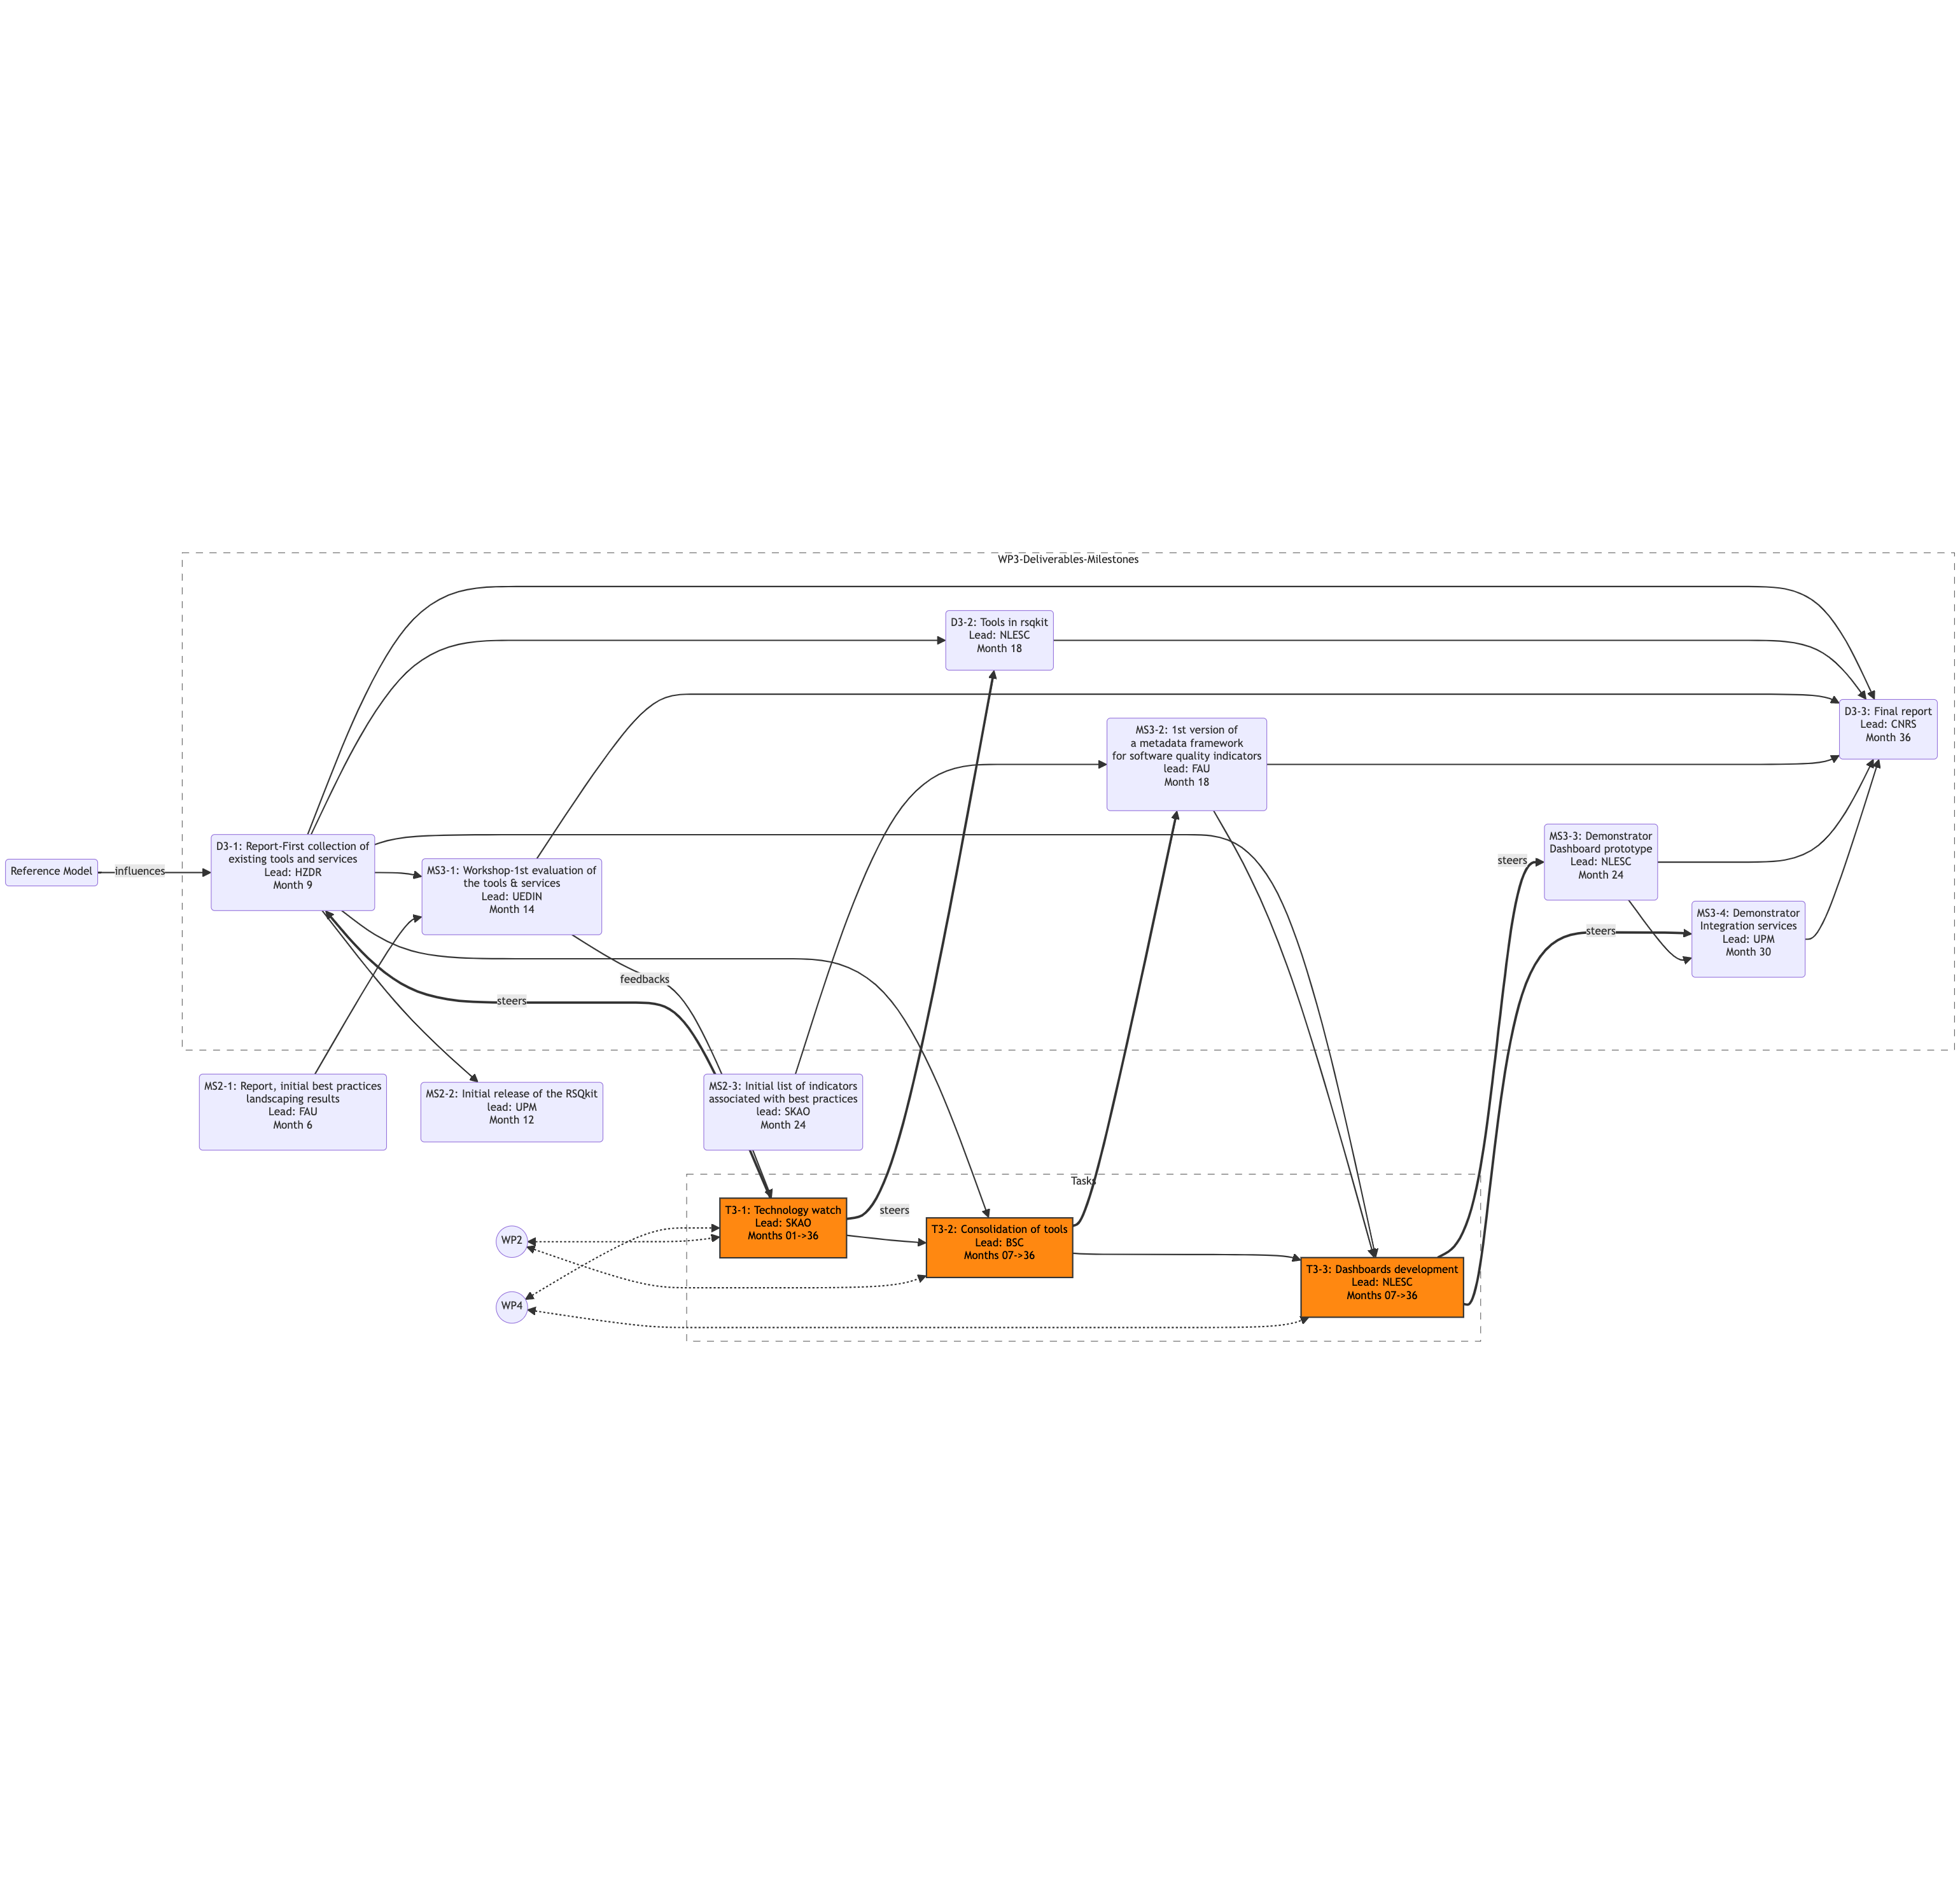 WP3-Deliverables-Milestones
D3-2: Tools in rsqkit
Lead: NLESC
Month 18
D3-3: Final report
Lead: CNRS
Month 36
MS3-2: 1st version of
a metadata framework
for software quality indicators
lead: FAU
Month 18
Reference Model
influences
D3-1: Report-First collection of
existing tools and services
Lead: HZDR
Month 9
MS3-1: Workshop-1st evaluation of
the tools & services
Lead: UEDIN
Month 14
steers
MS3-3: Demonstrator
Dashboard prototype
Lead: NLESC
Month 24
steers
MS3-4: Demonstrator
Integration services
Lead: UPM
Month 30
feedbacks
steers
MS2-1: Report, initial best practices
landscaping results
Lead: FAU
Month 6
MS2-2: Initial release of the RSQkit
lead: UPM
Month 12
MS2-3: Initial list of indicators
associated with best practices
lead: SKAO
Month 24
Tasks
T3-1: Technology watch
Lead: SKAO
Months 01->36
steers
T3-2: Consolidation of tools
Lead: BSC
Months 07->36
T3-3: Dashboards development
Lead: NLESC
Months 07->36
WP2
WP4